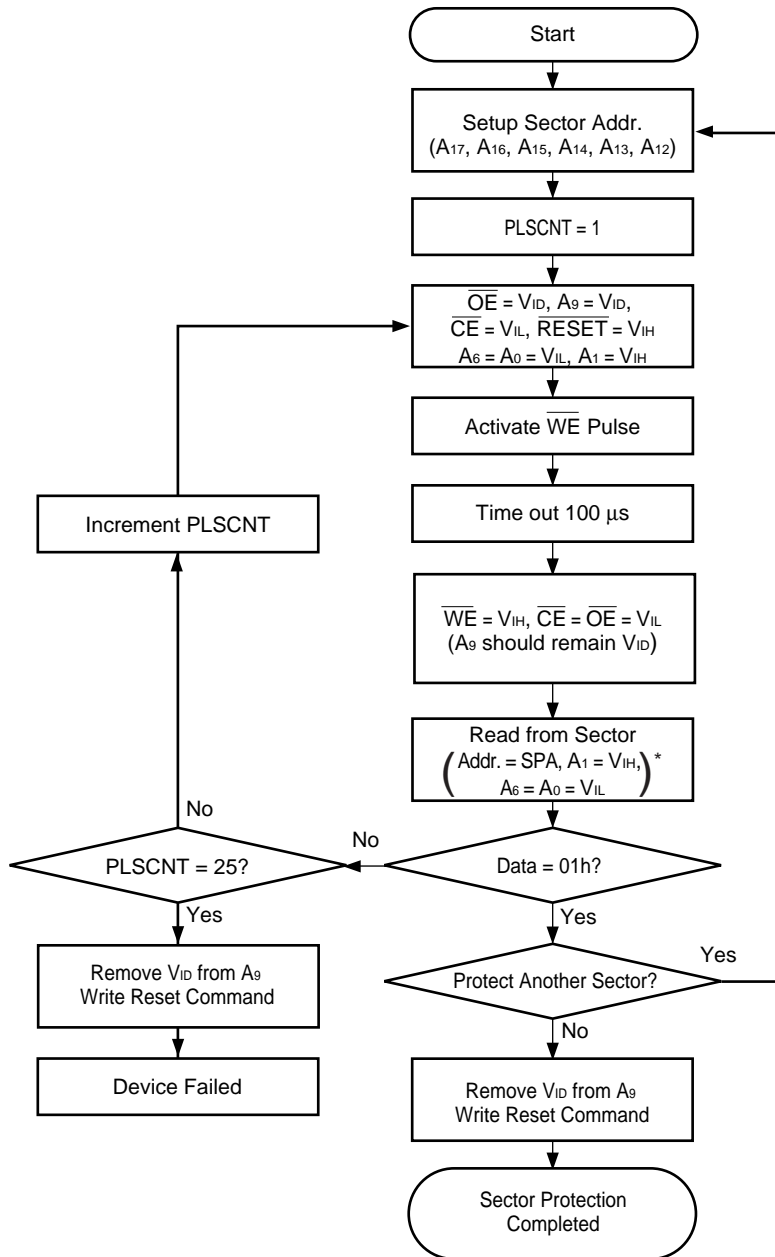 Start
Setup Sector Addr.
(A17, A16, A15, A14, A13, A12)
PLSCNT = 1
OE = VID, A9 = VID,
CE = VIL, RESET = VIH
A6 = A0 = VIL, A1 = VIH
Activate WE Pulse
Time out 100 µs
Increment PLSCNT
WE = VIH, CE = OE = VIL
(A9 should remain VID)
Read from Sector
(Addr. = SPA, A1 = VIH,)*
A6 = A0 = VIL
No
PLSCNT = 25?
No
Data = 01h?
Yes
Yes
Remove VID from A9
Write Reset Command
Protect Another Sector?
Yes
No
Device Failed
Remove VID from A9
Write Reset Command
Sector Protection
Completed